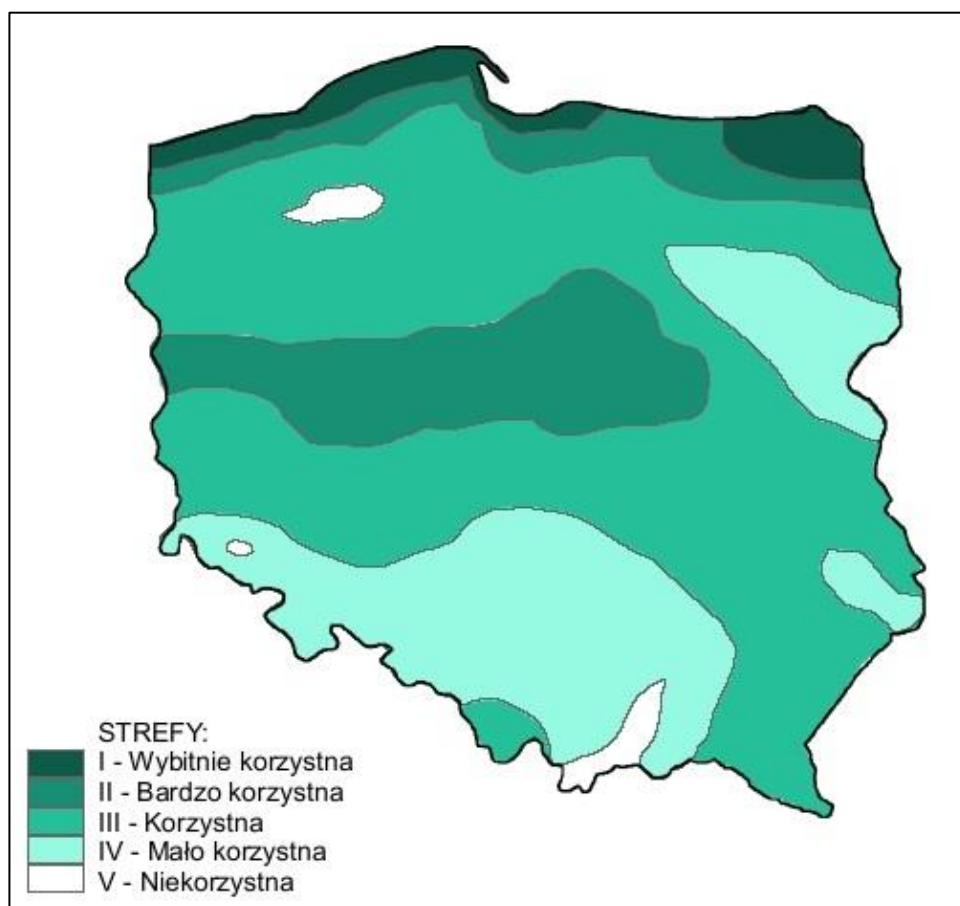 STREFY:
I - Wybitnie korzystna
II - Bardzo korzystna
III - Korzystna
IV - Mało korzystna
V - Niekorzystna